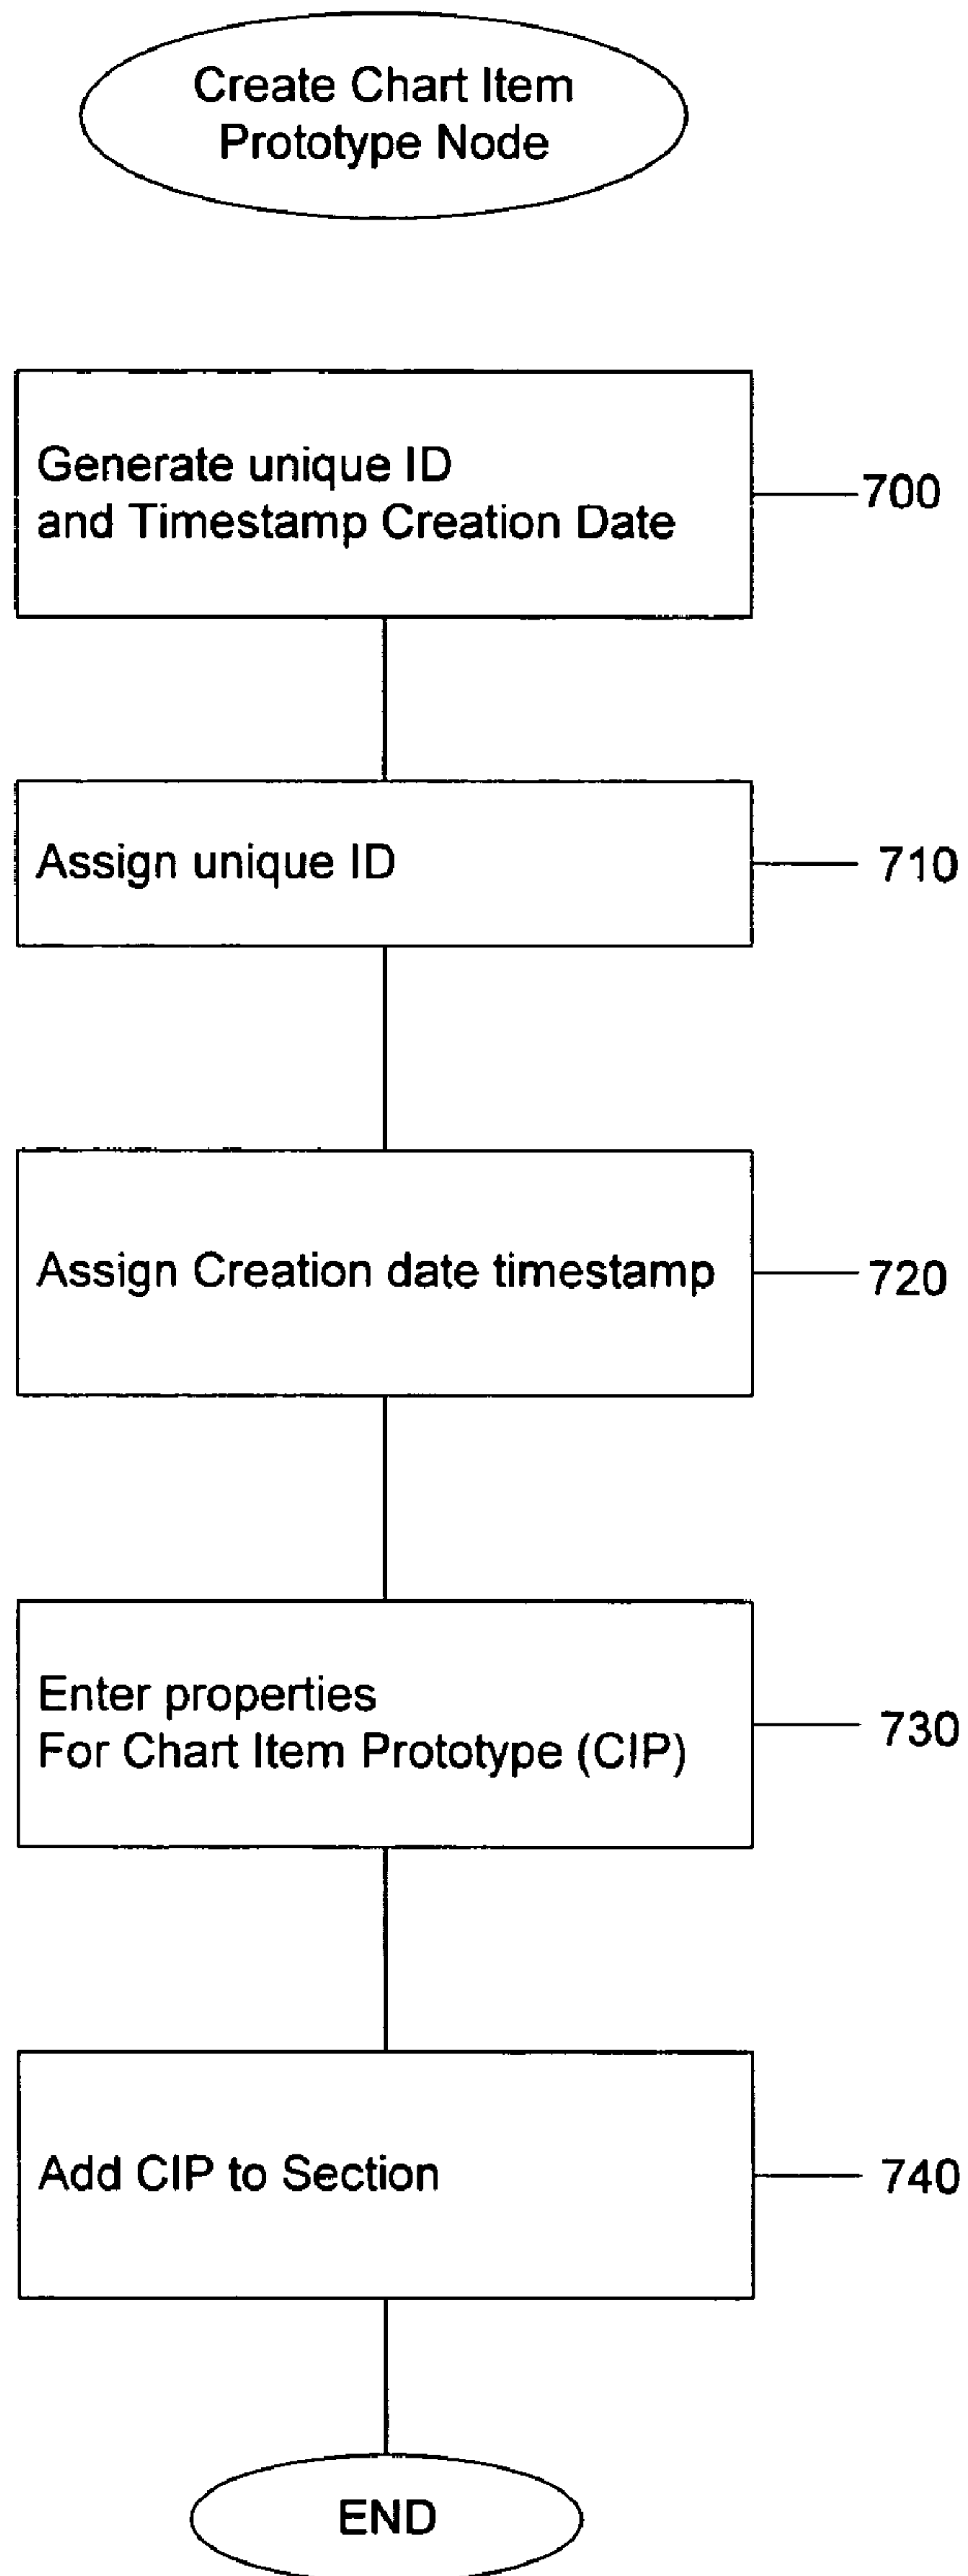 Create Chart Item
Prototype Node
Generate unique ID
and Timestamp Creation Date
700
Assign unique ID
710
Assign Creation date timestamp
720
Enter properties
For Chart Item Prototype (CIP)
730
Add CIP to Section
740
END